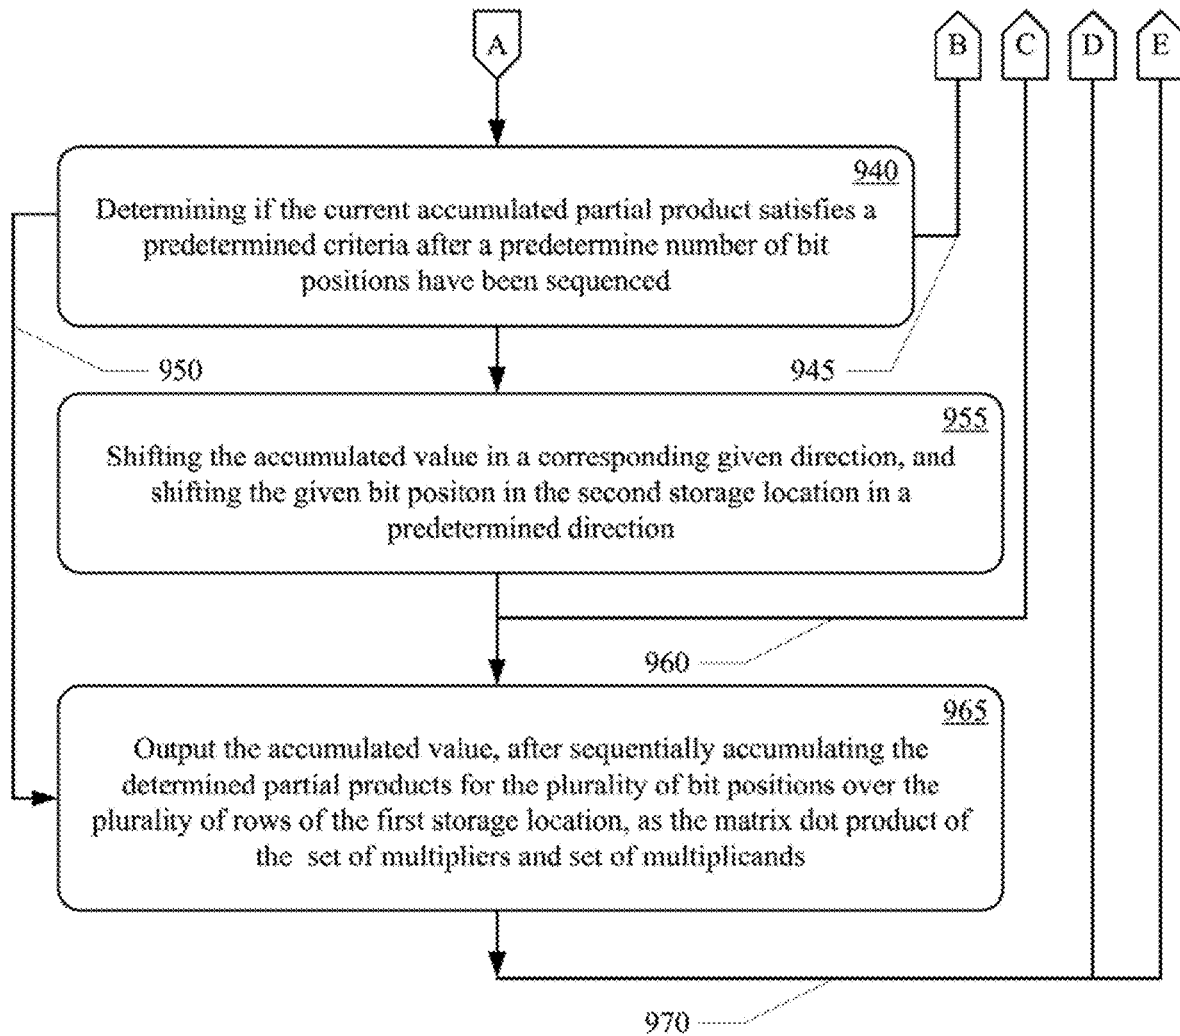 A
B
C
D
E
940
Determining if the current accumulated partial product satisfies a
predetermined criteria after a predetermine number of bit
positions have been sequenced
950
945
955
Shifting the accumulated value in a corresponding given direction, and
shifting the given bit positon in the second storage location in a
predetermined direction
960
965
Output the accumulated value, after sequentially accumulating the
determined partial products for the plurality of bit positions over the
plurality of rows of the first storage location, as the matrix dot product of
the set of multipliers and set of multiplicands
970